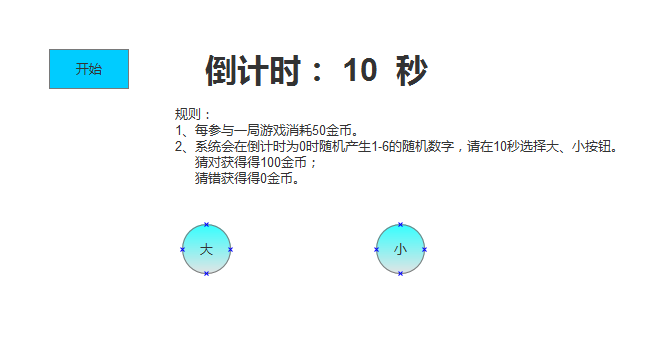 开始
倒计时： 10 秒
规则：
1、每参与一局游戏消耗50金币。
2、系统会在倒计时为0时随机产生1-6的随机数字，请在10秒选择大、小按钮。
猜对获得得100金币；
猜错获得得0金币。
大 小